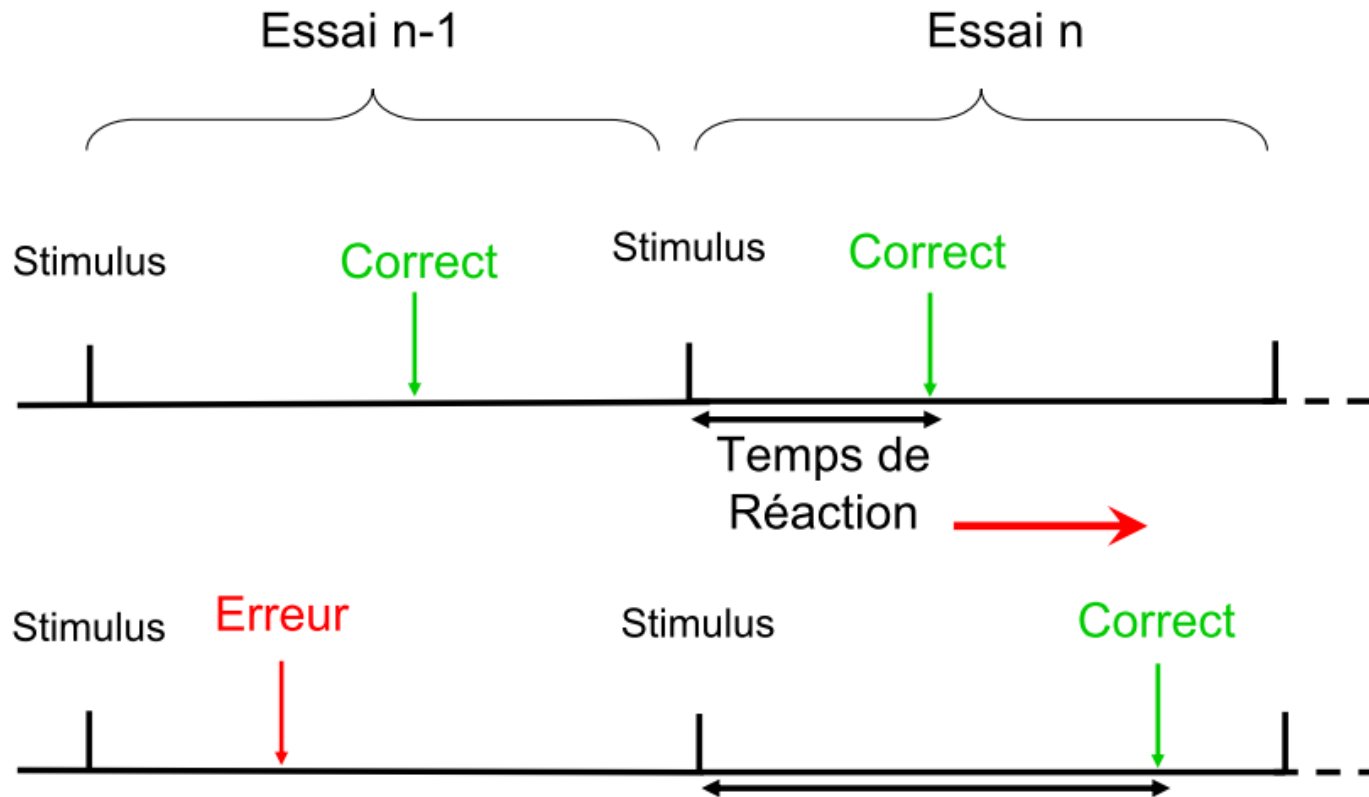 Essai n-1
Essai n
Stimulus
Correct
Stimulus
Correct
Temps de
Réaction
Stimulus
Erreur
Stimulus
Correct